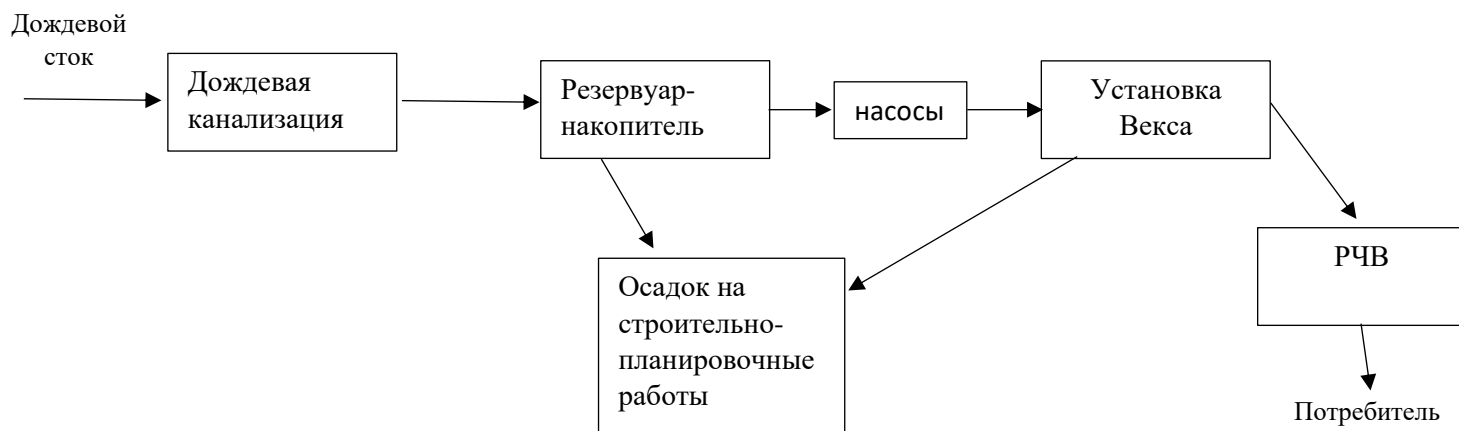 Дождевой
сток
Дождевая
канализация
Резервуар-
накопитель
насосы
Установка
Векса
РЧВ
Осадок на
строительно-
планировочные
работы
Потребитель